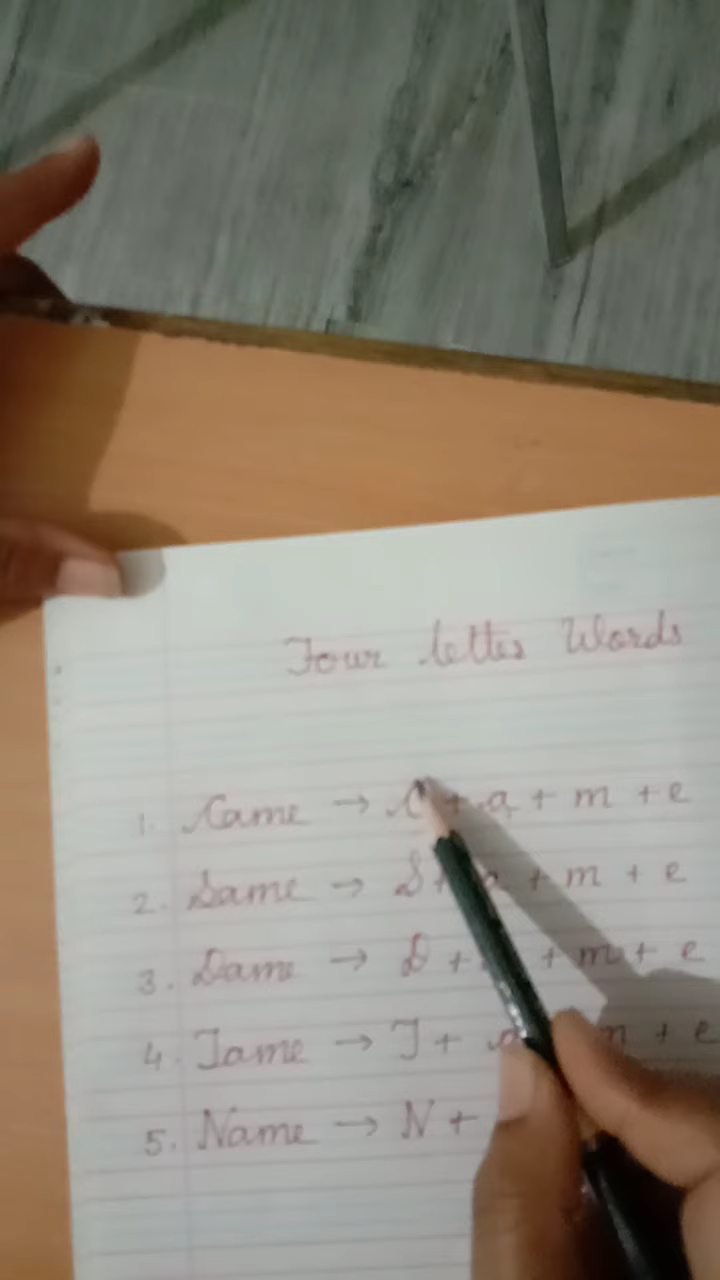 Four letter Words
1. Came → C + a + m + e
2. Same → S + a + m + e
3. Dame → D + m + e
4. Tame → T + a m + e
5. Name → N +